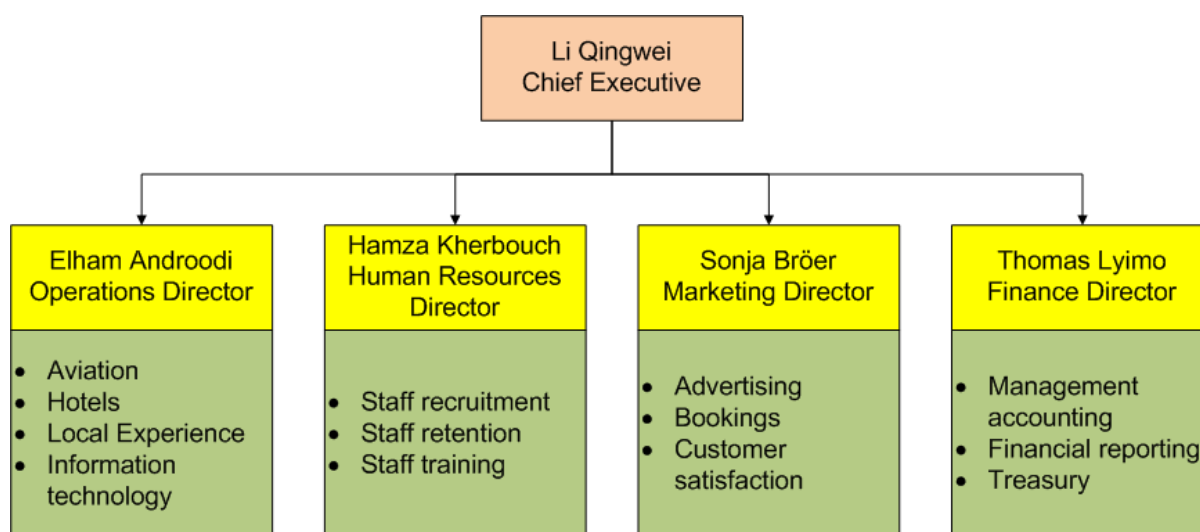 Li Qingwei
Chief Executive
Elham Androodi
Operations Director
• Aviation
• Hotels
• Local Experience
• Information
technology
Hamza Kherbouch
Human Resources
Director
• Staff recruitment
• Staff retention
• Staff training
Sonja Bröer
Marketing Director
• Advertising
• Bookings
• Customer
satisfaction
Thomas Lyimo
Finance Director
• Management
accounting
• Financial reporting
• Treasury